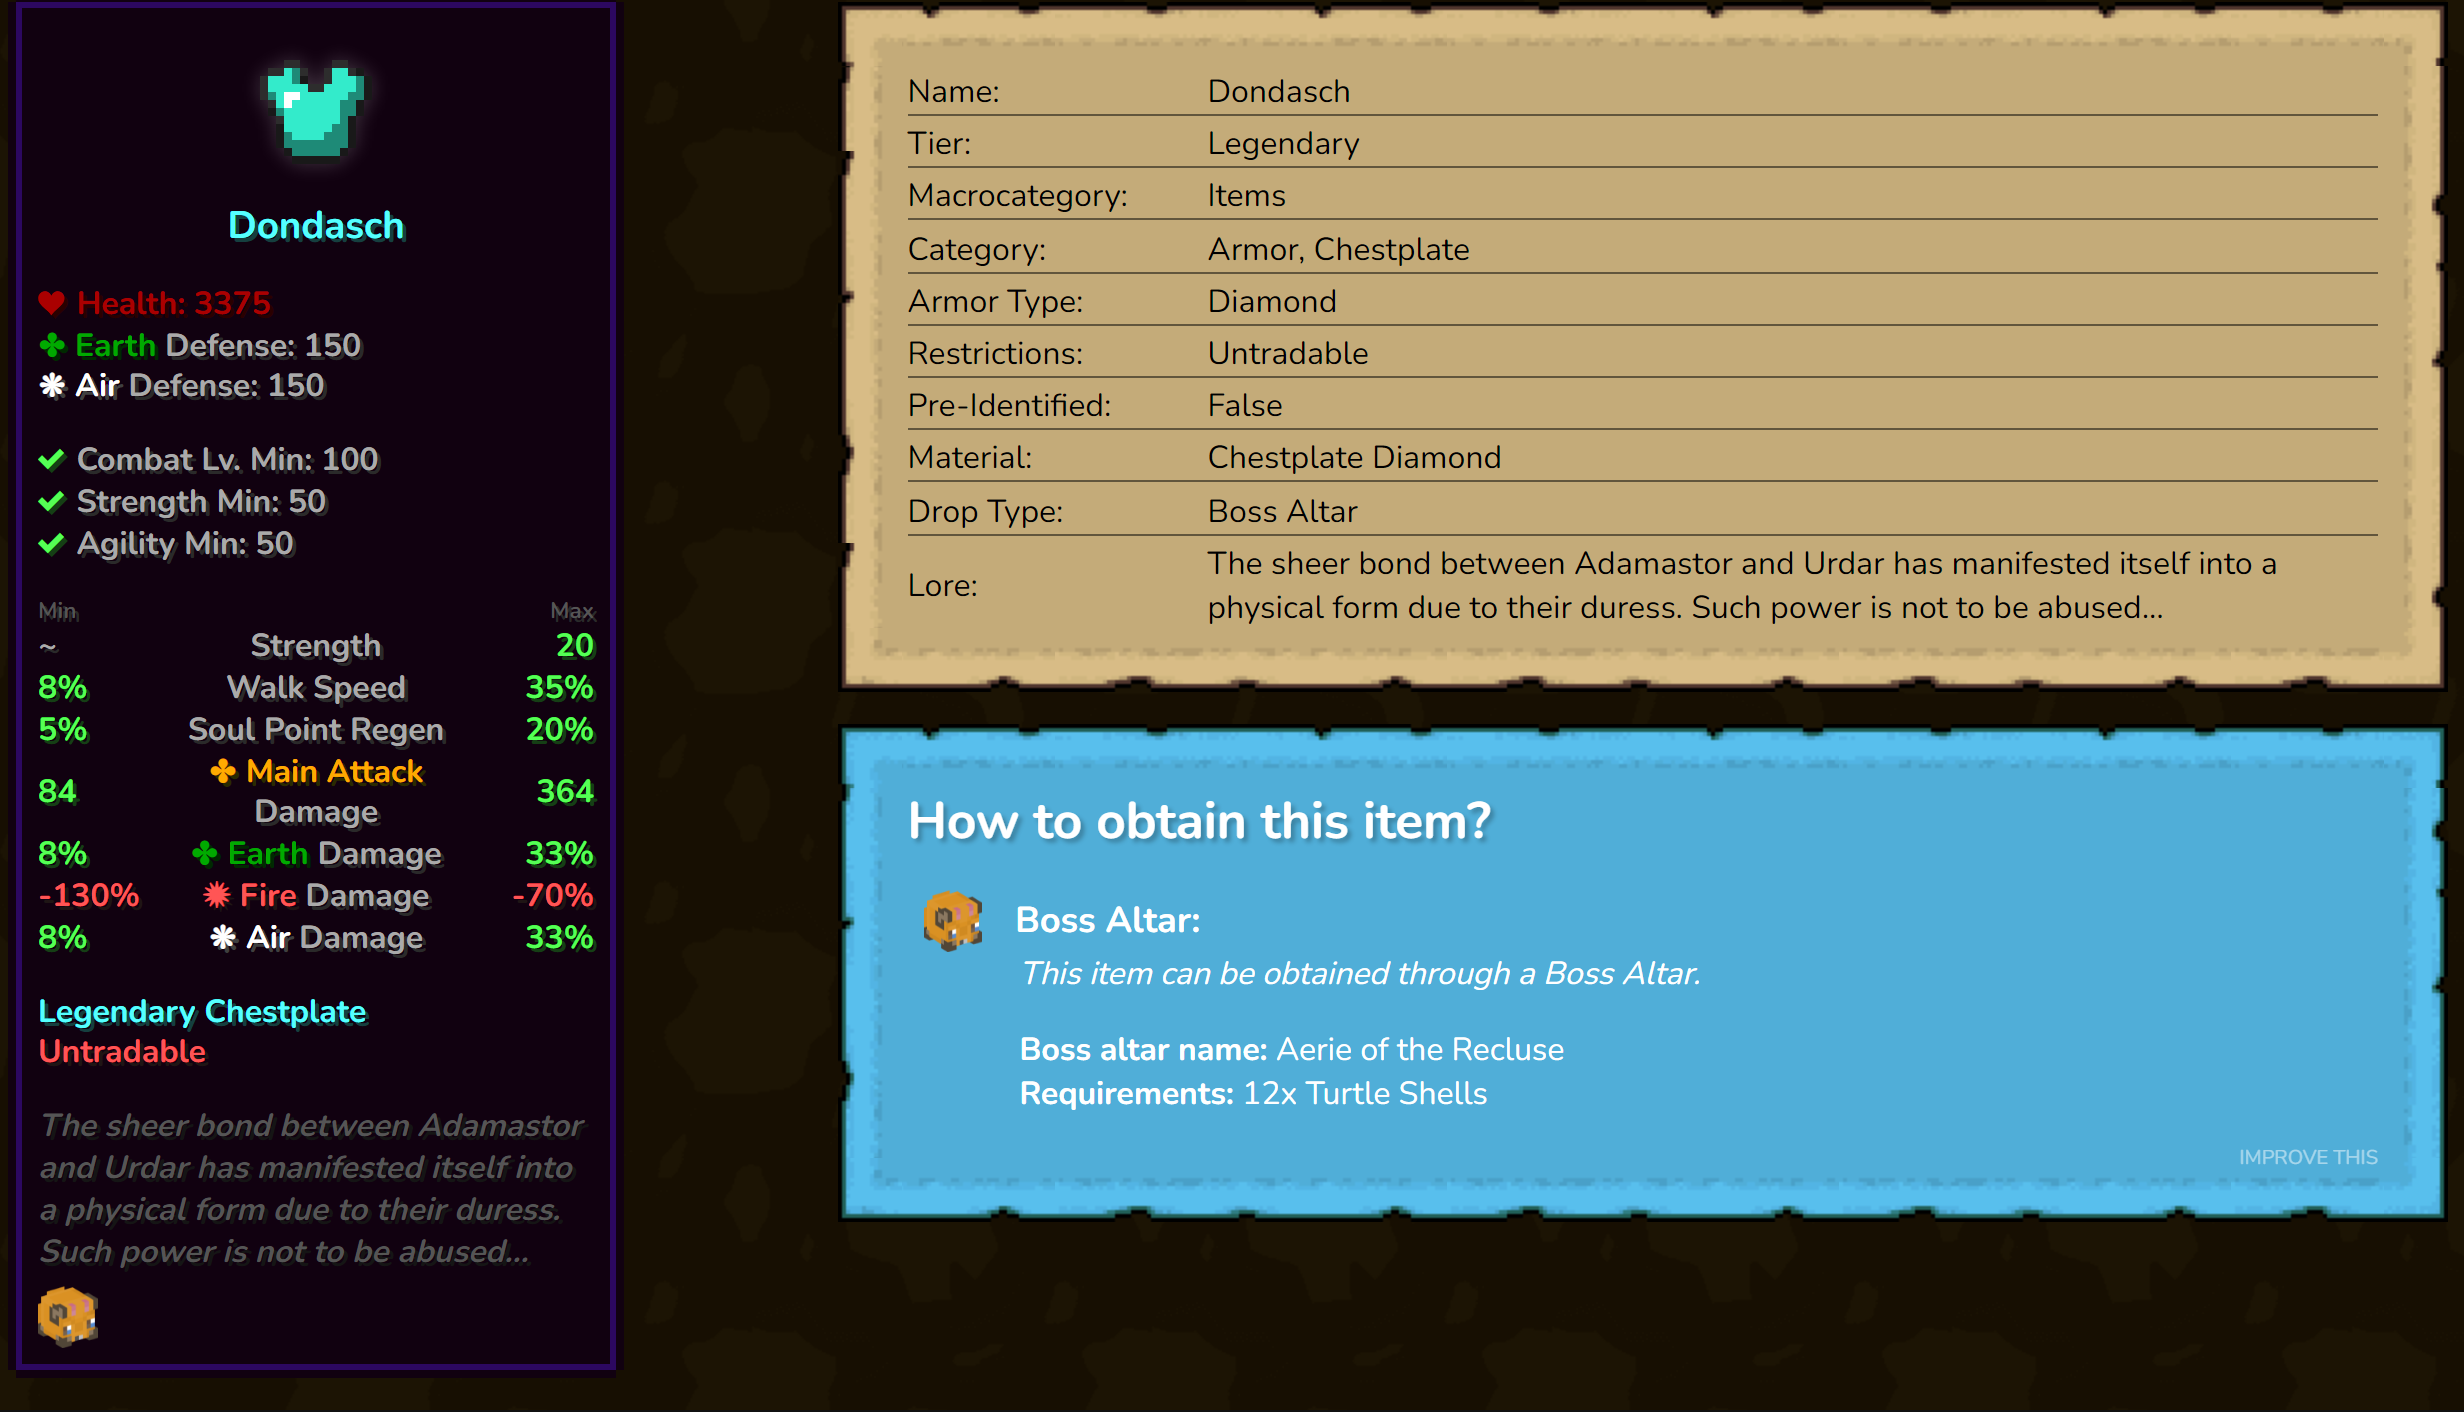 Dondasch
Health: 3375
Earth Defense: 150
Air Defense: 150
Combat Lv. Min: 100
Strength Min: 50
Agility Min: 50
Min Max
~ Strength 20
8% Walk Speed 35%
5% Soul Point Regen 20%
84 Main Attack Damage 364
8% Earth Damage 33%
-130% Fire Damage -70%
8% Air Damage 33%
Legendary Chestplate
Untradable
The sheer bond between Adamastor
and Urdar has manifested itself into
a physical form due to their duress.
Such power is not to be abused...
Name: Dondasch
Tier: Legendary
Macrocategory: Items
Category: Armor, Chestplate
Armor Type: Diamond
Restrictions: Untradable
Pre-Identified: False
Material: Chestplate Diamond
Drop Type: Boss Altar
Lore: The sheer bond between Adamastor and Urdar has manifested itself into a
physical form due to their duress. Such power is not to be abused...
How to obtain this item?
Boss Altar:
This item can be obtained through a Boss Altar.
Boss altar name: Aerie of the Recluse
Requirements: 12x Turtle Shells
IMPROVE THIS